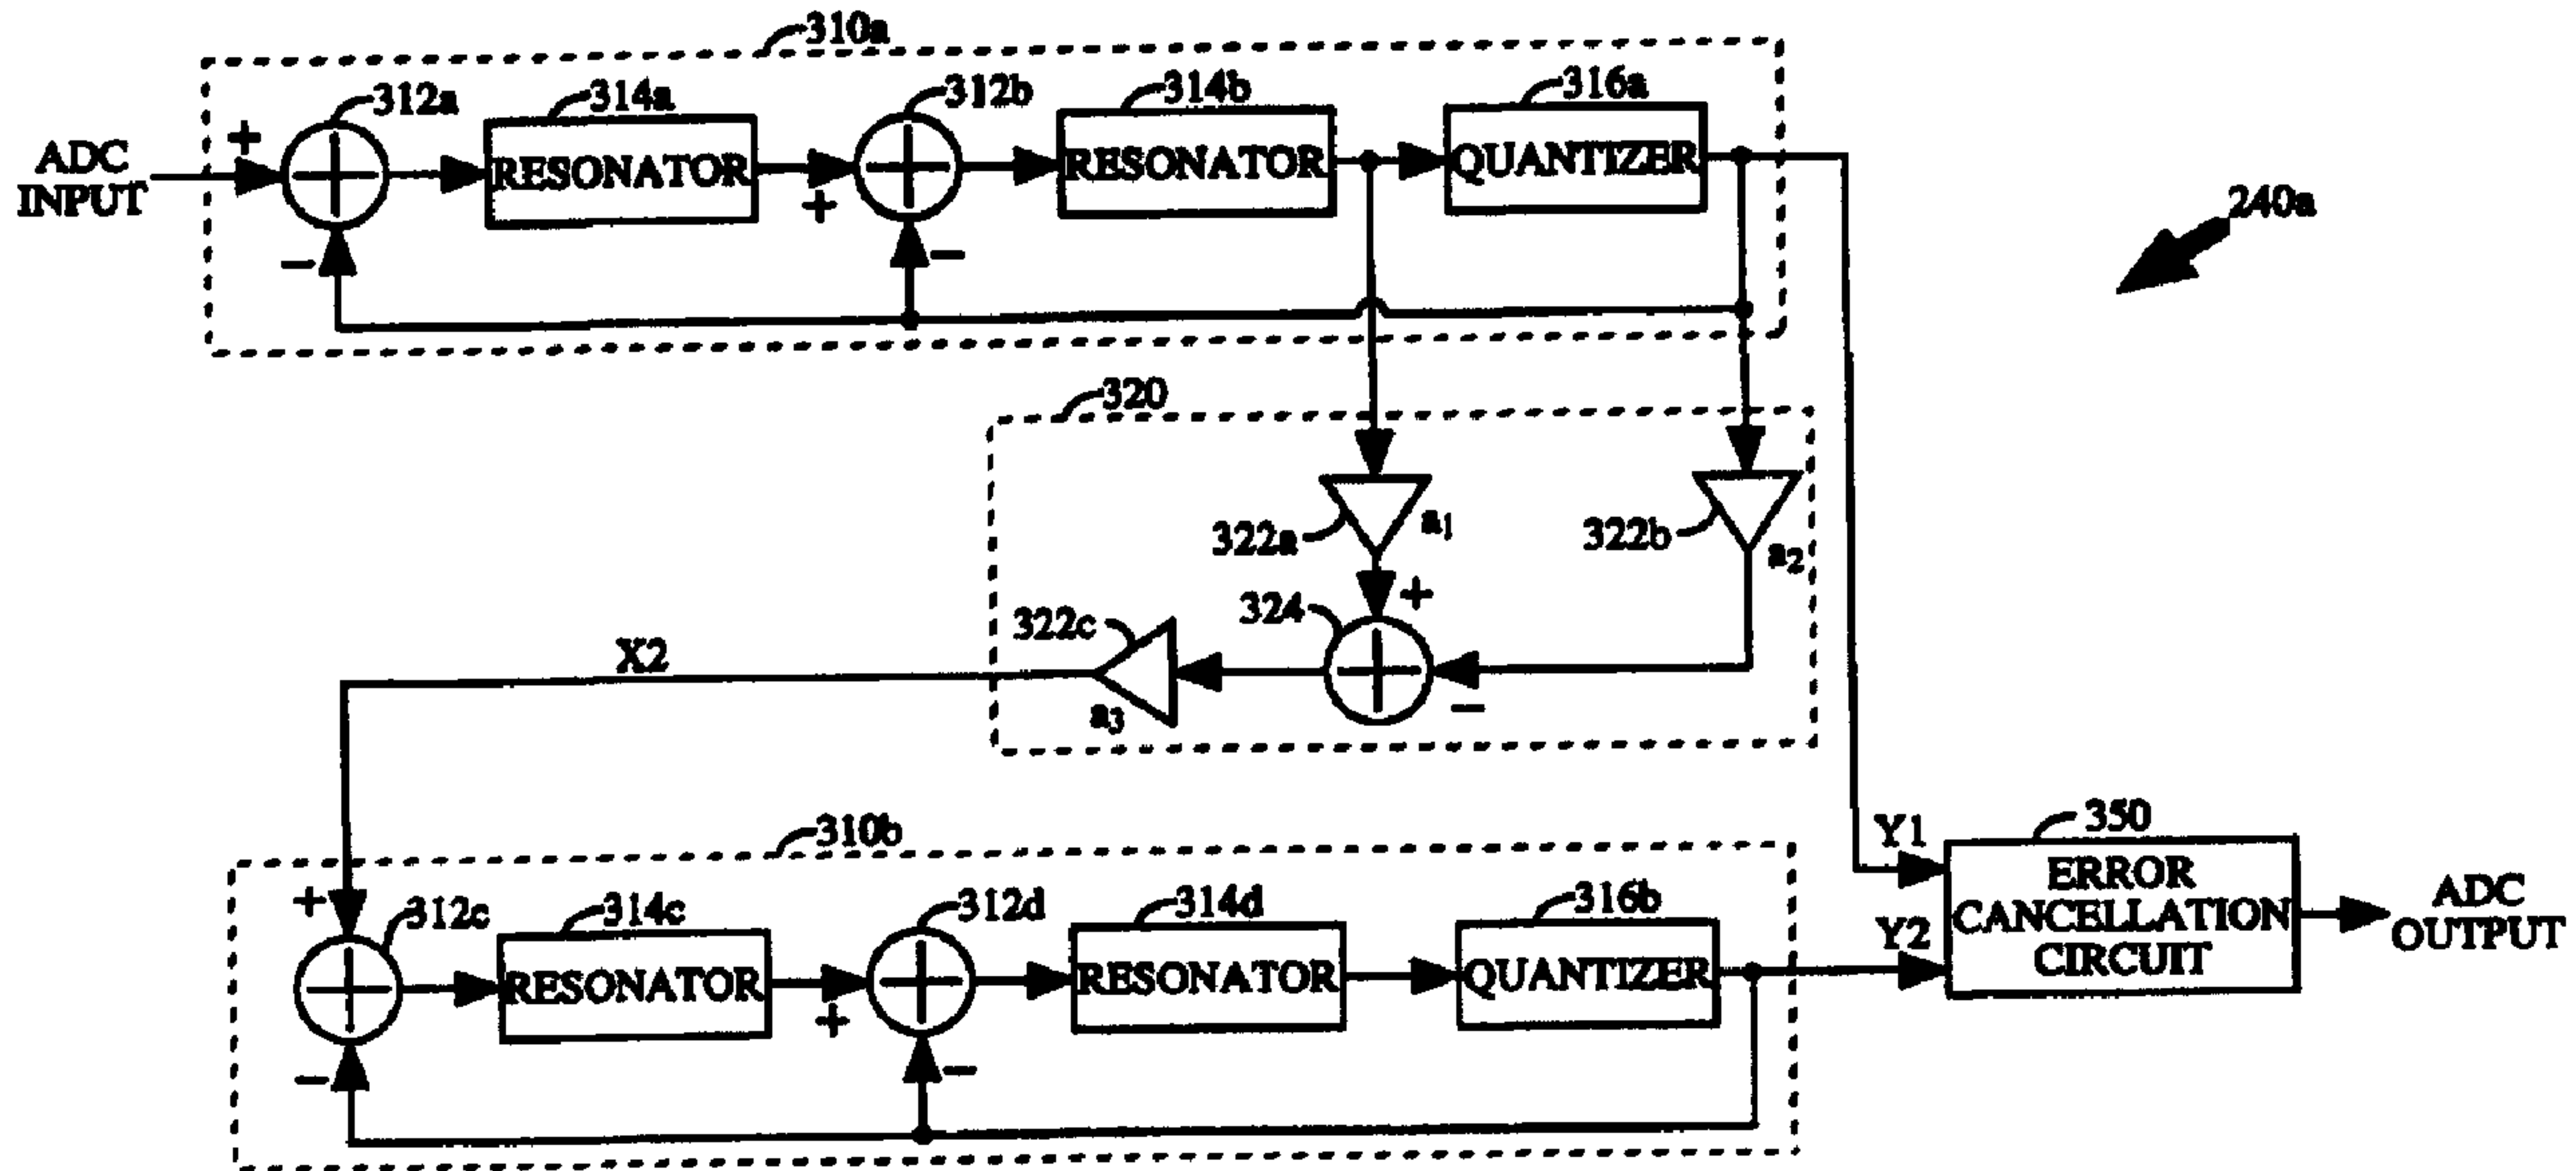 310a
312a
314a
312b
314b
316a
+
ADC
INPUT
RESONATOR
+
RESONATOR
QUANTIZER
240a
−
−
320
322a
a1
322b
a2
+
324
322c
X2
a3
−
310b
Y1
350
+
312c
314c
312d
314d
316b
ERROR
CANCELLATION
CIRCUIT
ADC
OUTPUT
Y2
RESONATOR
+
RESONATOR
QUANTIZER
−
−